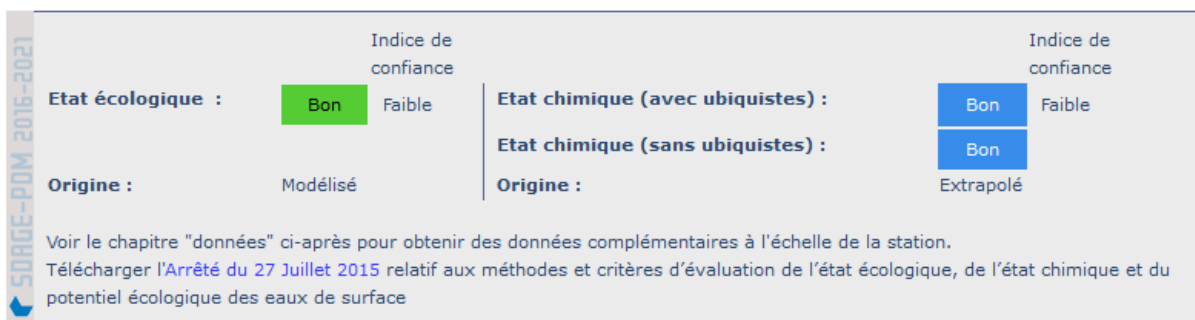 SDAGE-PDM 2016-2021
Indice de
confiance
Indice de
confiance
Etat écologique : Bon Faible
Etat chimique (avec ubiquistes) : Bon Faible
Etat chimique (sans ubiquistes) : Bon
Origine : Modélisé
Origine : Extrapolé
Voir le chapitre "données" ci-après pour obtenir des données complémentaires à l'échelle de la station.
Télécharger l'Arrêté du 27 Juillet 2015 relatif aux méthodes et critères d’évaluation de l’état écologique, de l’état chimique et du
potentiel écologique des eaux de surface